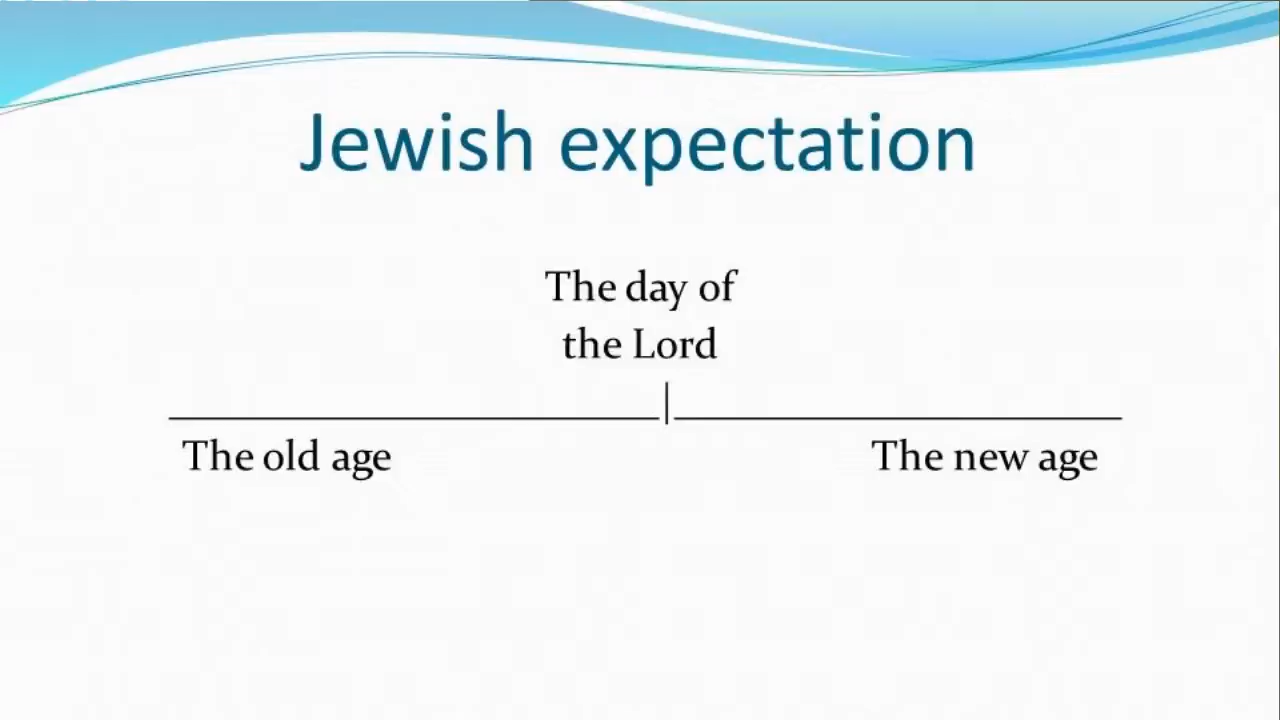 Jewish expectation
The day of
the Lord
The old age
The new age